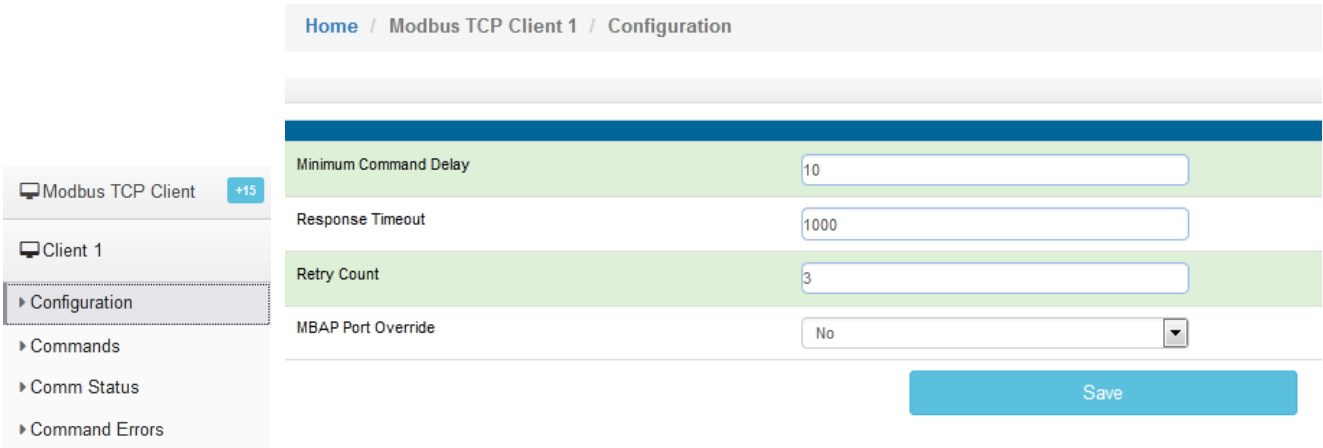 Home / Modbus TCP Client 1 / Configuration
Modbus TCP Client +15
Client 1
Configuration
Commands
Comm Status
Command Errors
Minimum Command Delay 10
Response Timeout 1000
Retry Count 3
MBAP Port Override No
Save